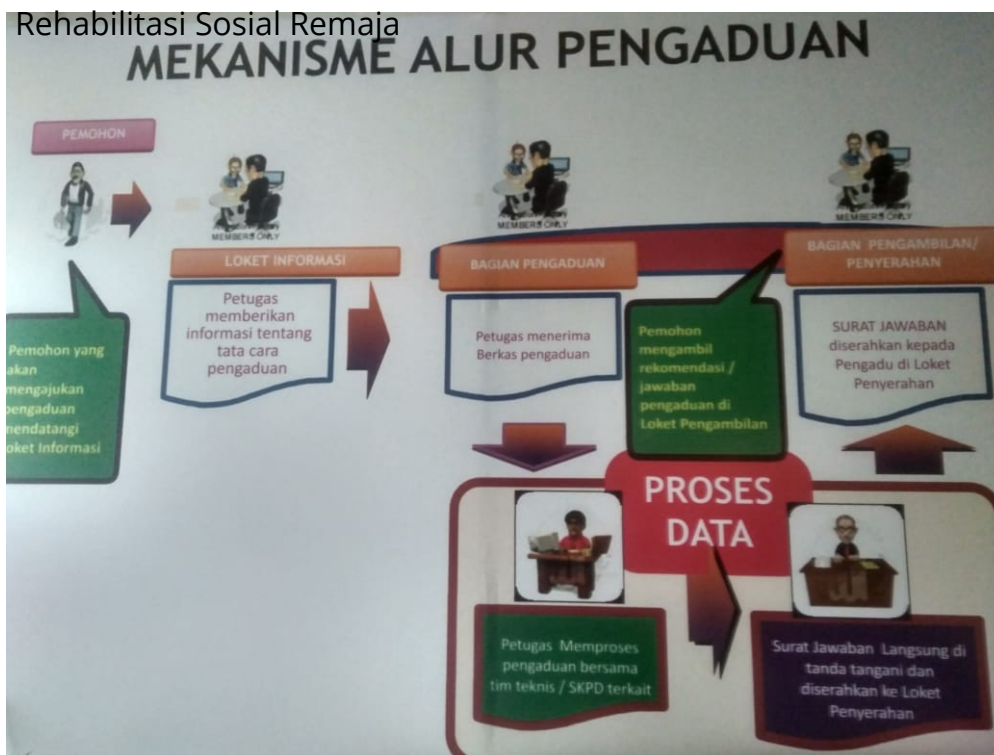 Rehabilitasi Sosial Remaja
MEKANISME ALUR PENGADUAN
PEMOHON
MEMBERS ONLY
MEMBERS ONLY
MEMBERS ONLY
LOKET INFORMASI
BAGIAN PENGADUAN
BAGIAN PENGAMBILAN/
PENYERAHAN
Pemohon yang
akan
mengajukan
pengaduan
mendatangi
Loket Informasi
Petugas
memberikan
informasi tentang
tata cara
pengaduan
Petugas menerima
Berkas pengaduan
Pemohon
mengambil
rekomendasi /
jawaban
pengaduan di
Loket Pengambilan
SURAT JAWABAN
diserahkan kepada
Pengadu di Loket
Penyerahan
PROSES
DATA
Petugas Memproses
pengaduan bersama
tim teknis / SKPD terkait
Surat Jawaban Langsung di
tanda tangani dan
diserahkan ke Loket
Penyerahan